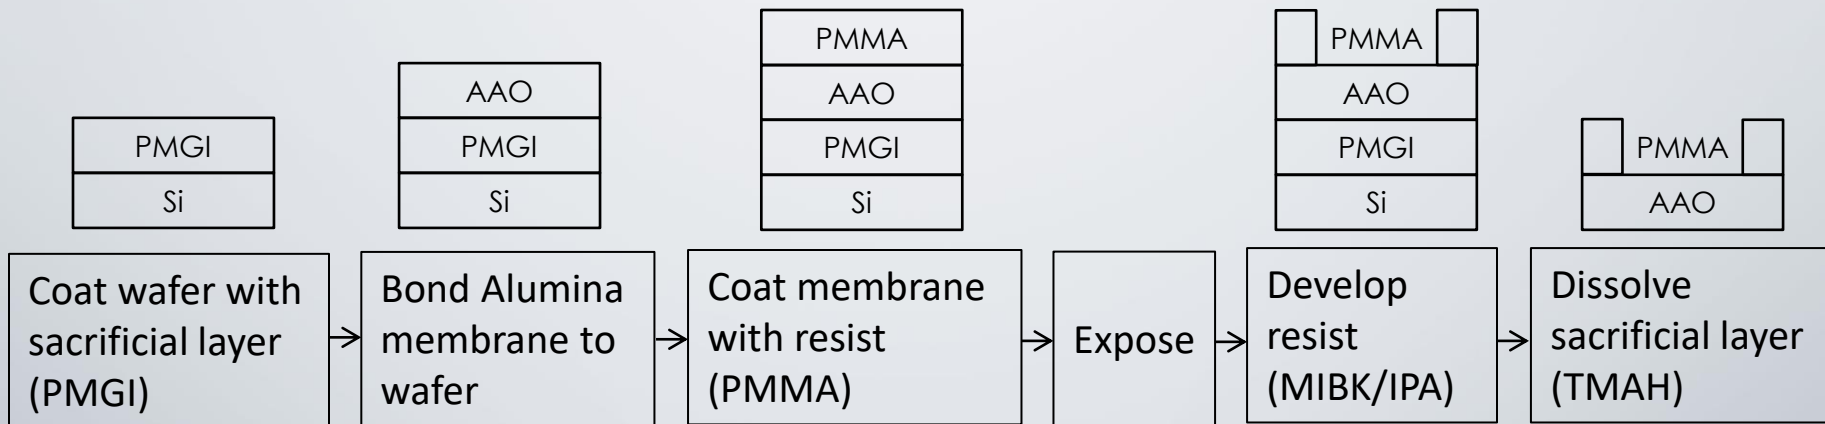 PMGI
Si
AAO
PMGI
Si
PMMA
AAO
PMGI
Si
PMMA
AAO
PMGI
Si
PMMA
AAO
Coat wafer with
sacrificial layer
(PMGI)
Bond Alumina
membrane to
wafer
Coat membrane
with resist
(PMMA)
Expose
Develop
resist
(MIBK/IPA)
Dissolve
sacrificial layer
(TMAH)